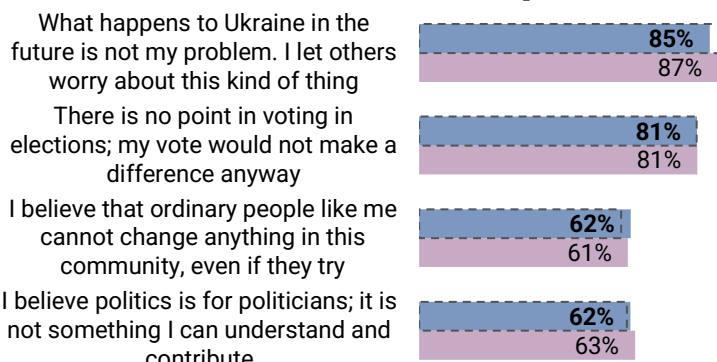 What happens to Ukraine in the
future is not my problem. I let others
worry about this kind of thing
85%
87%
There is no point in voting in
elections; my vote would not make a
difference anyway
81%
81%
I believe that ordinary people like me
cannot change anything in this
community, even if they try
62%
61%
I believe politics is for politicians; it is
not something I can understand and
contribute
62%
63%